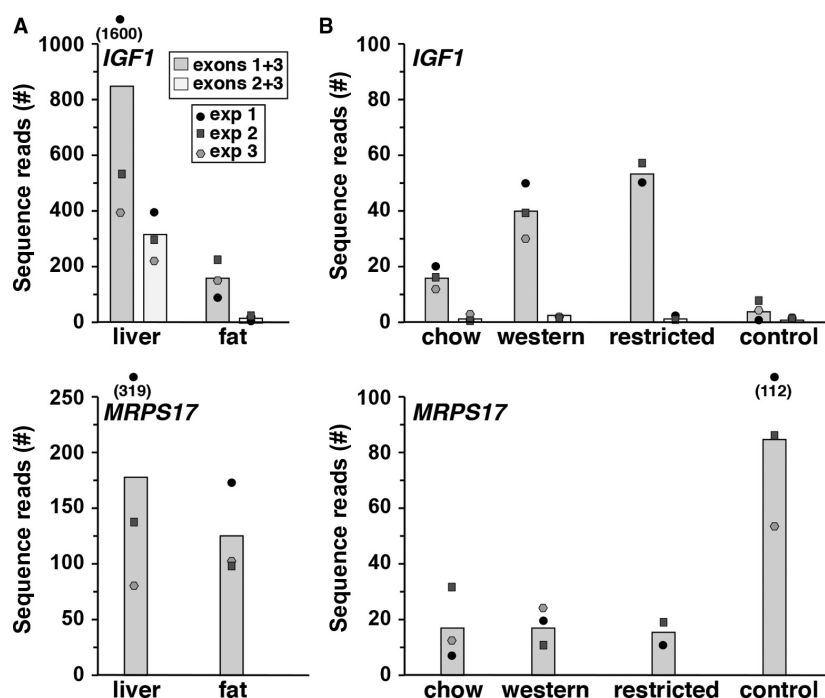 A
(1600)
IGF1
exons 1+3
exons 2+3
exp 1
exp 2
exp 3
Sequence reads (#)
1000
800
600
400
200
0
liver fat
B
IGF1
Sequence reads (#)
100
80
60
40
20
0
chow western restricted control
(319)
MRPS17
Sequence reads (#)
250
200
150
100
50
0
liver fat
(112)
MRPS17
Sequence reads (#)
100
80
60
40
20
0
chow western restricted control